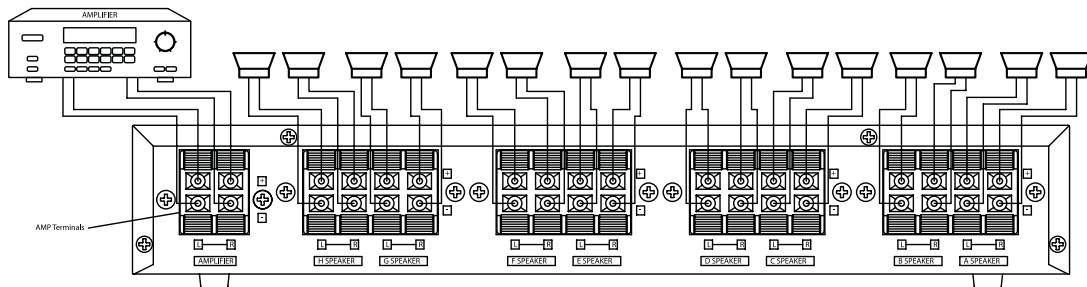 AMPLIFIER
+ + + + +
- - - - -
AMP Terminals
L R L R L R L R L R L R L R L R L R
AMPLIFIER H SPEAKER G SPEAKER F SPEAKER E SPEAKER D SPEAKER C SPEAKER B SPEAKER A SPEAKER